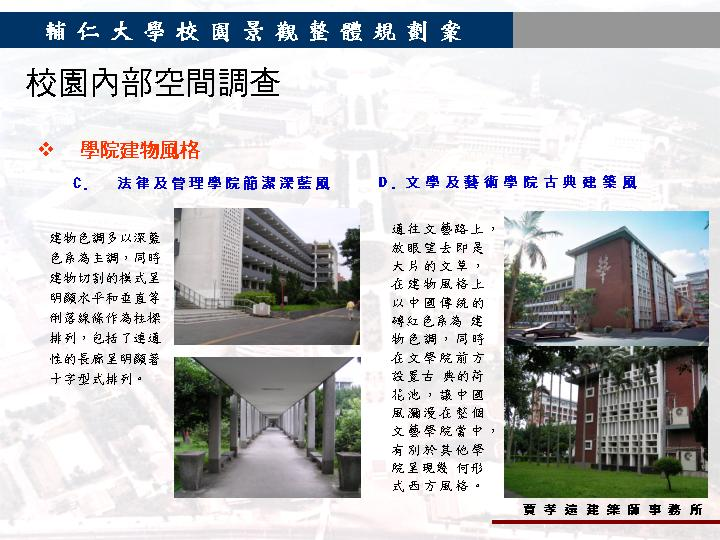 輔仁大學校園景觀整體規劃案
校園內部空間調查
❖ 學院建物風格
C. 法律及管理學院簡潔深藍風
建物色調多以深藍
色系為主調，同時
建物切割的模式呈
明顯水平和垂直等
俐落線條作為柱樑
排列，包括了連通
性的長廊呈明顯著
十字型式排列。
D. 文學及藝術學院古典建築風
通往文藝路上，
放眼望去即是
大片的文草，
在建物風格上
以中國傳統的
磚紅色系為 建
物色調，同時
在文學院前方
設置古 典的荷
花池，讓中國
風瀰漫在整個
文藝學院當中，
有別於其他學
院呈現幾 何形
式西方風格。
賈孝遠建築師事務所